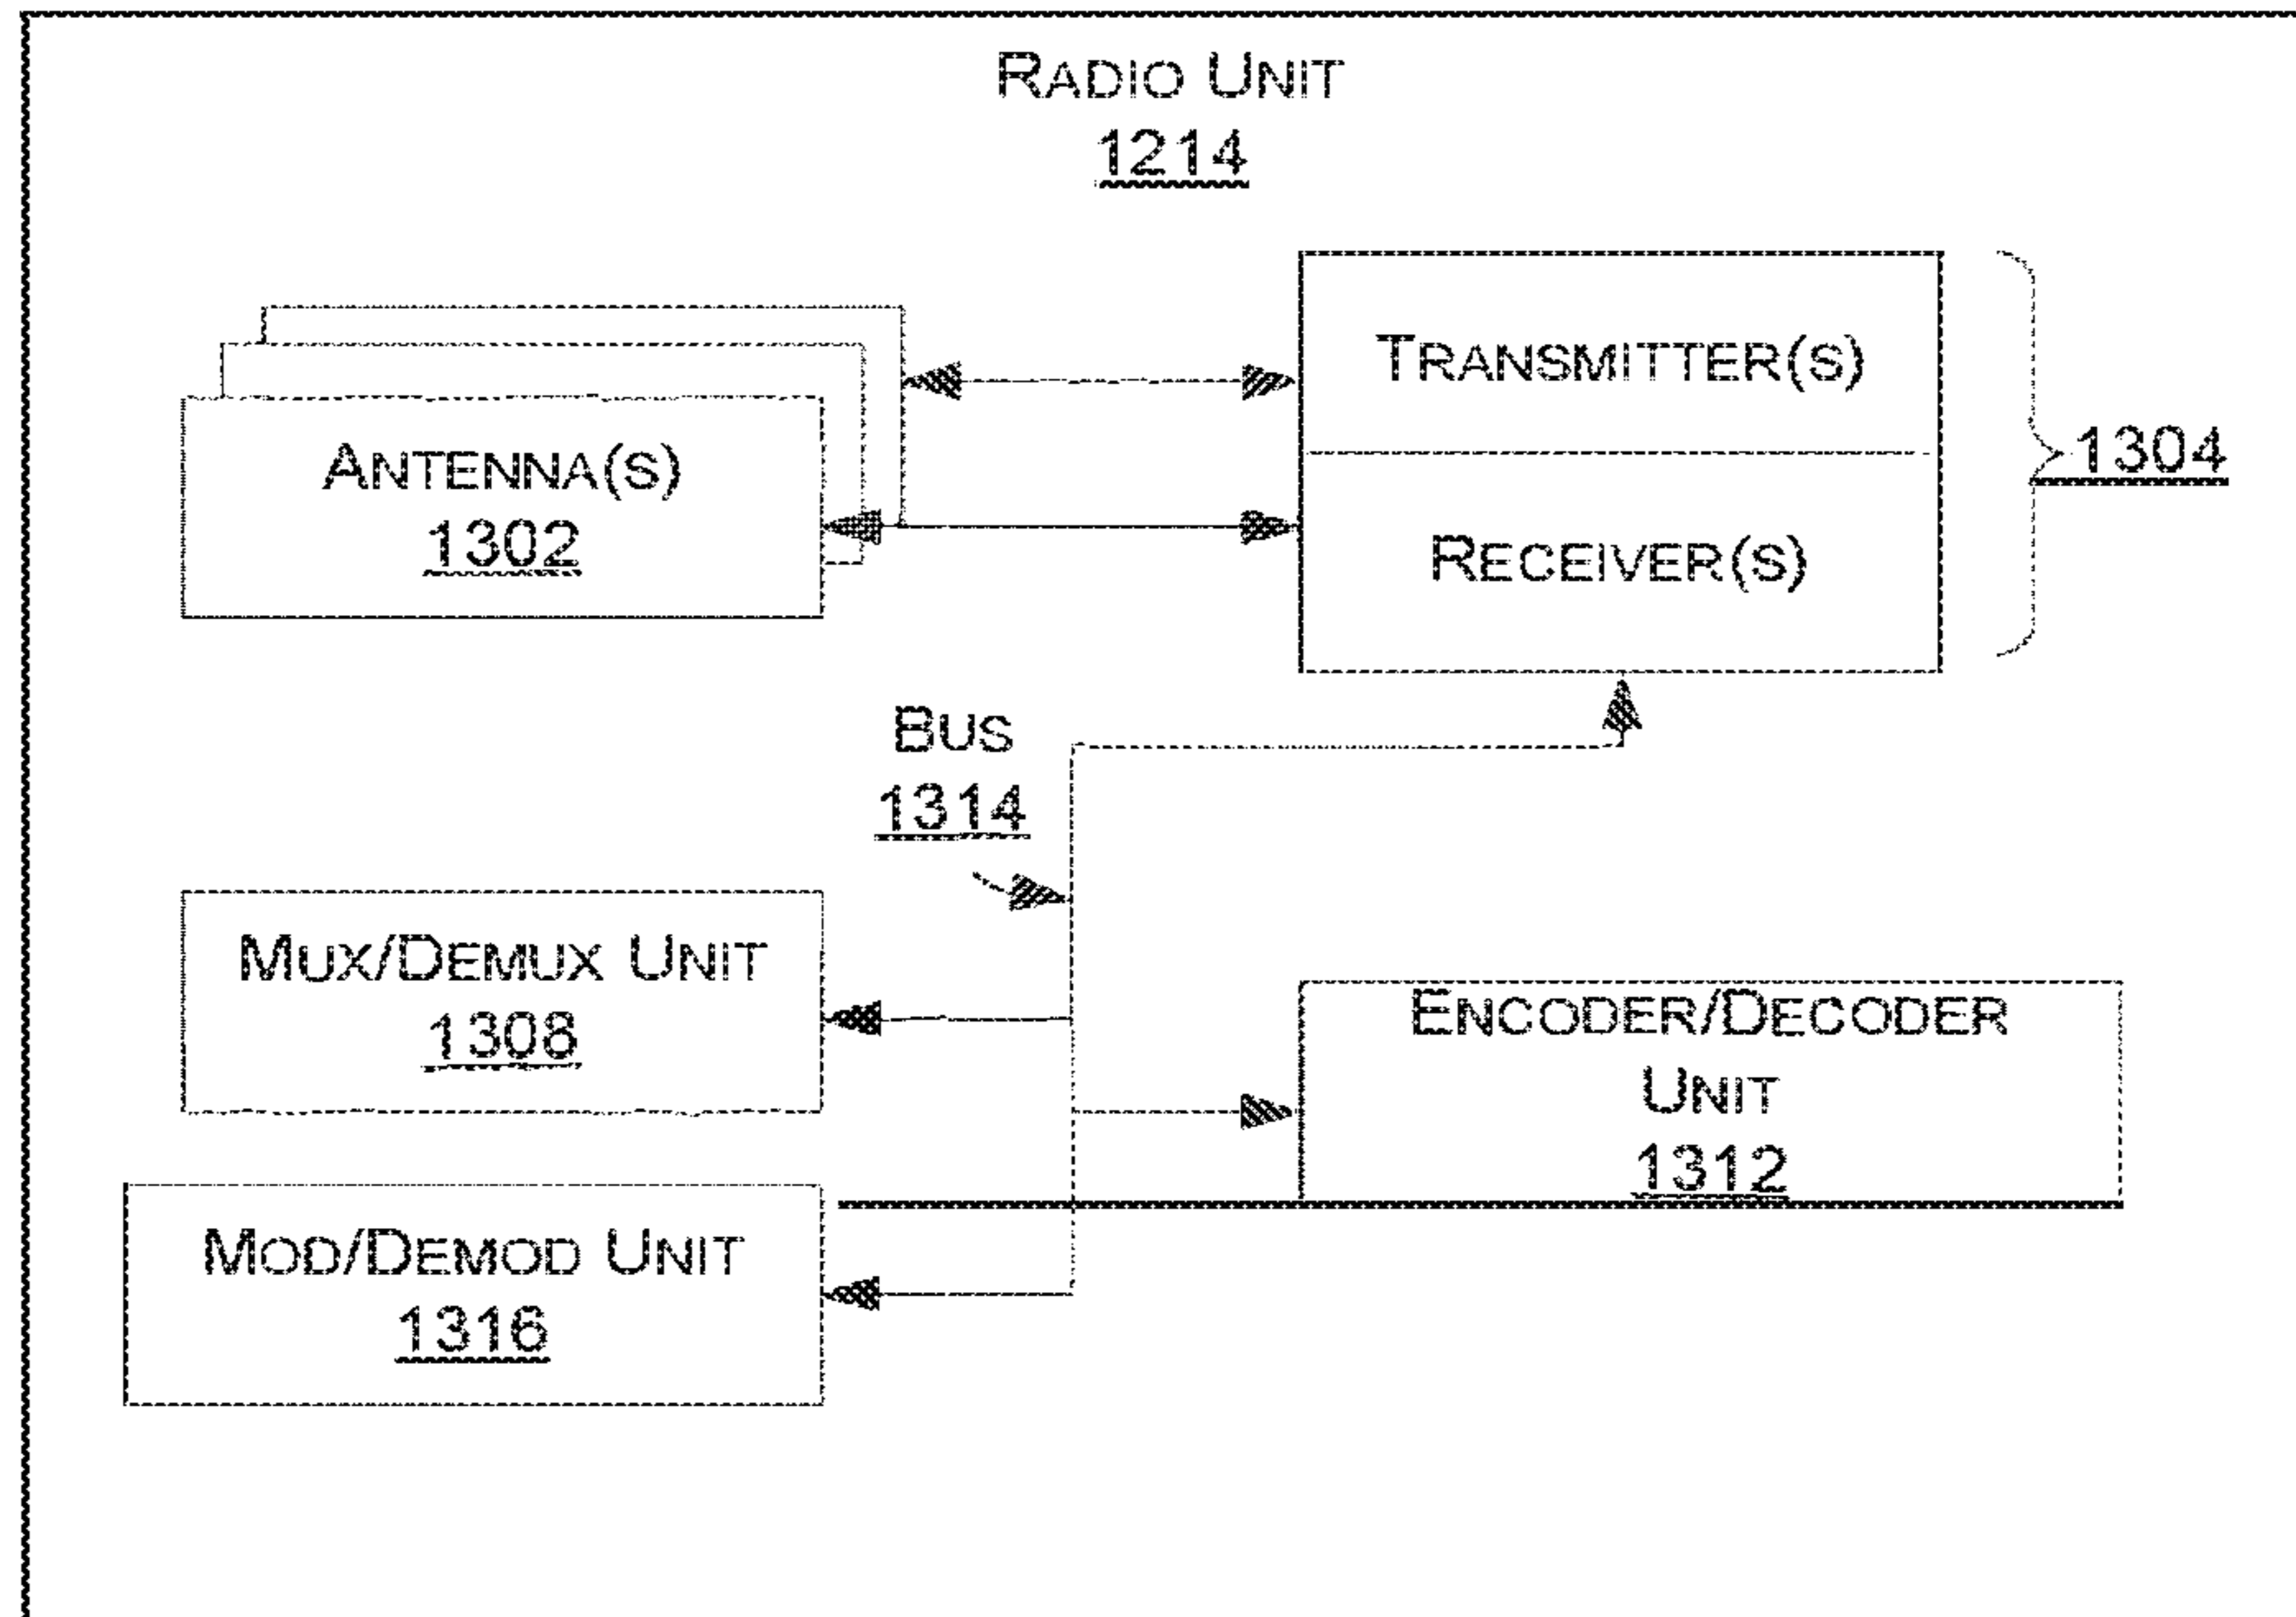 RADIO UNIT
1214
TRANSMITTER(S)
ANTENNA(S)
1302
1304
RECEIVER(S)
BUS
1314
MUX/DEMUX UNIT
1308
ENCODER/DECODER
UNIT
1312
MOD/DEMOD UNIT
1316